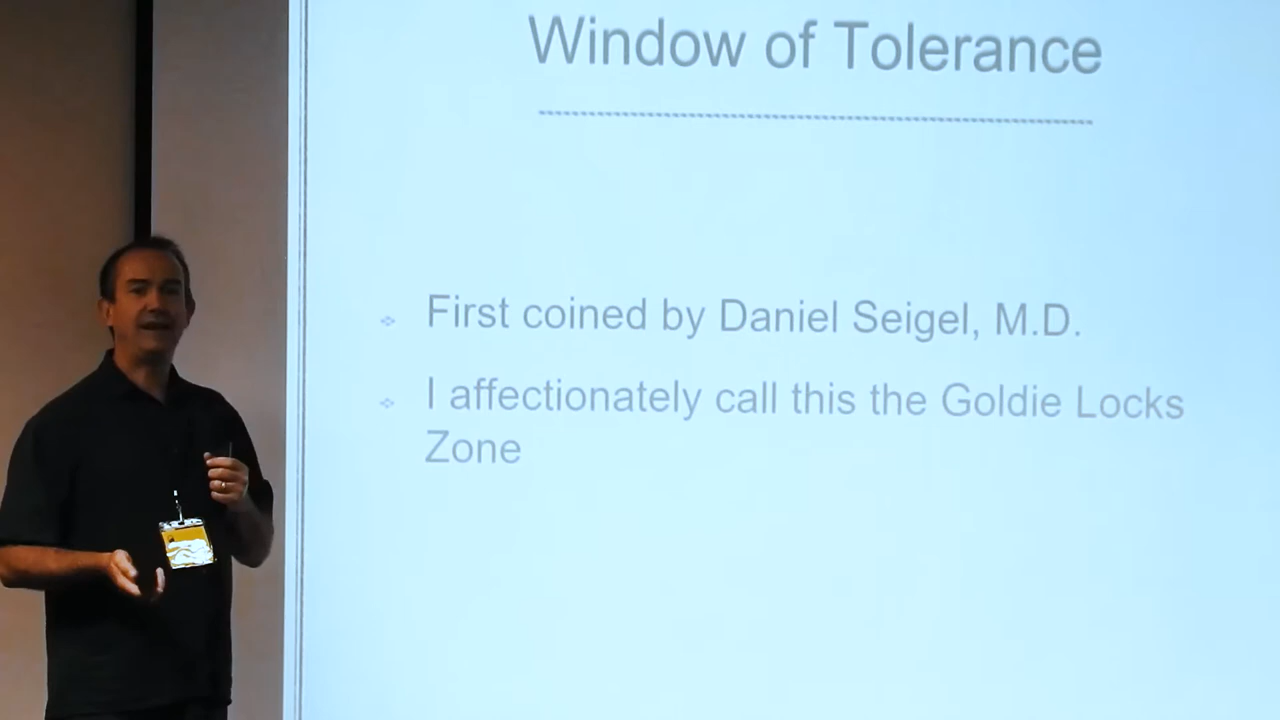 Window of Tolerance
First coined by Daniel Seigel, M.D.
I affectionately call this the Goldie Locks
Zone